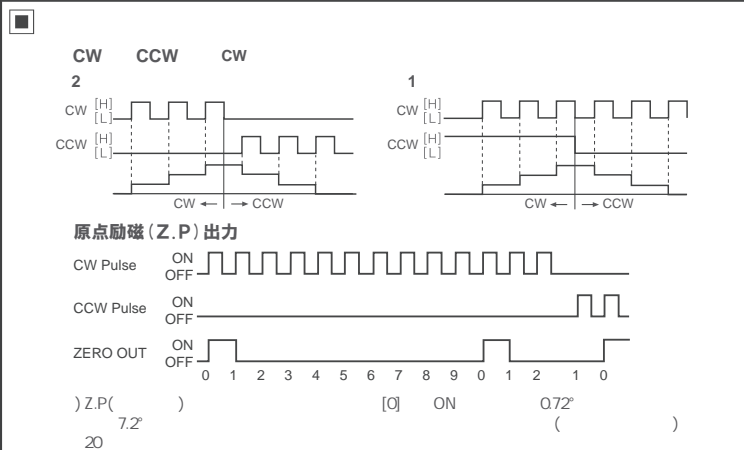 CW CCW CW
2 1
CW [H] [L]
CCW [H] [L]
CW ← → CCW
CW [H] [L]
CCW [H] [L]
CW ← → CCW
原点励磁(Z.P)出力
CW Pulse ON OFF
CCW Pulse ON OFF
ZERO OUT ON OFF
0 1 2 3 4 5 6 7 8 9 0 1 2 1 0
) Z.P( ) [0] ON 0.72°
7.2° ( )
20